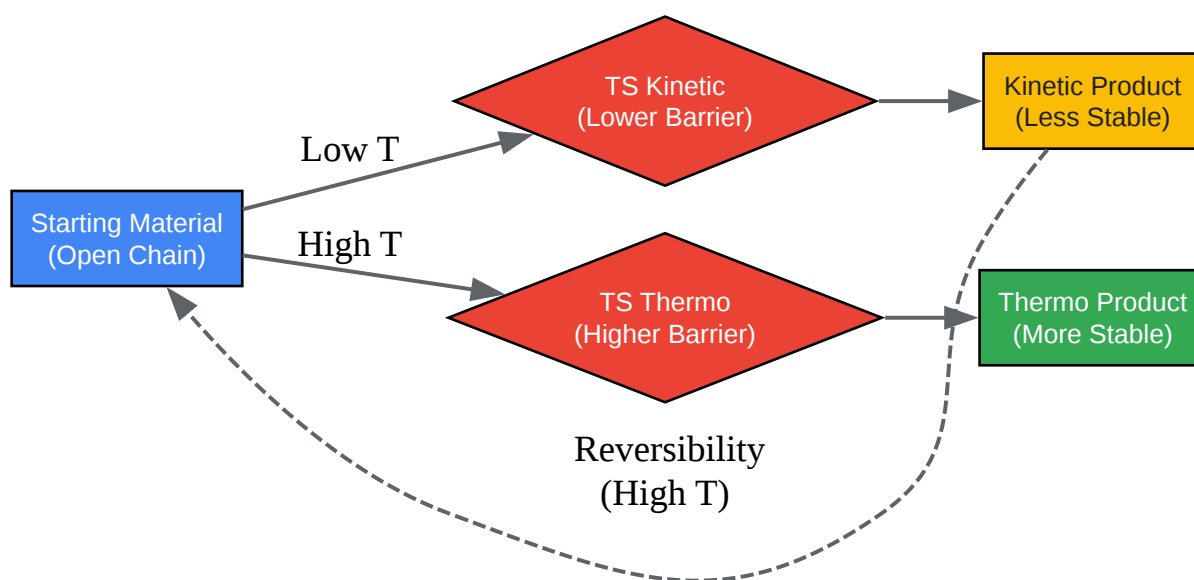 TS Kinetic
(Lower Barrier)
Kinetic Product
(Less Stable)
Low T
Starting Material
(Open Chain)
High T
TS Thermo
(Higher Barrier)
Thermo Product
(More Stable)
Reversibility
(High T)